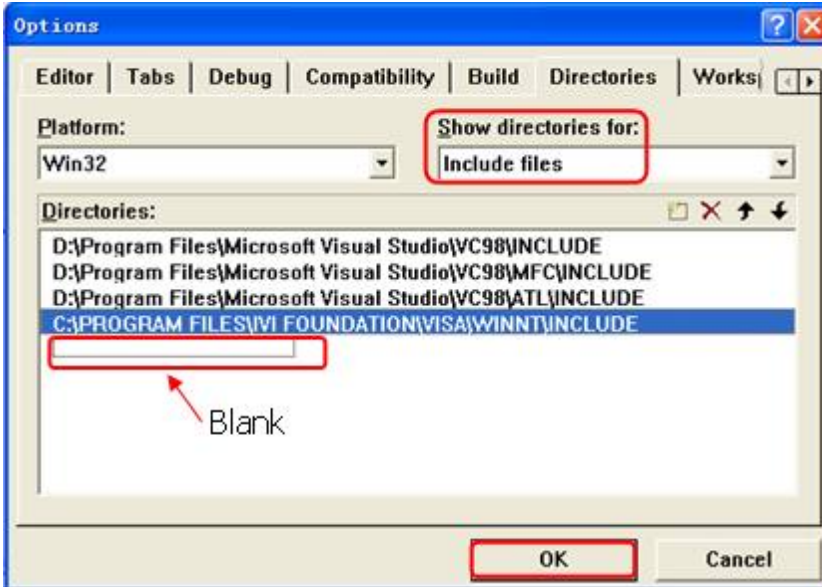 Options
Editor Tabs Debug Compatibility Build Directories Works
Platform: Show directories for:
Win32 Include files
Directories:
D:\Program Files\Microsoft Visual Studio\VC98\INCLUDE
D:\Program Files\Microsoft Visual Studio\VC98\MFC\INCLUDE
D:\Program Files\Microsoft Visual Studio\VC98\ATL\INCLUDE
C:\PROGRAM FILES\IVI FOUNDATION\VISA\WINNT\INCLUDE
Blank
OK Cancel